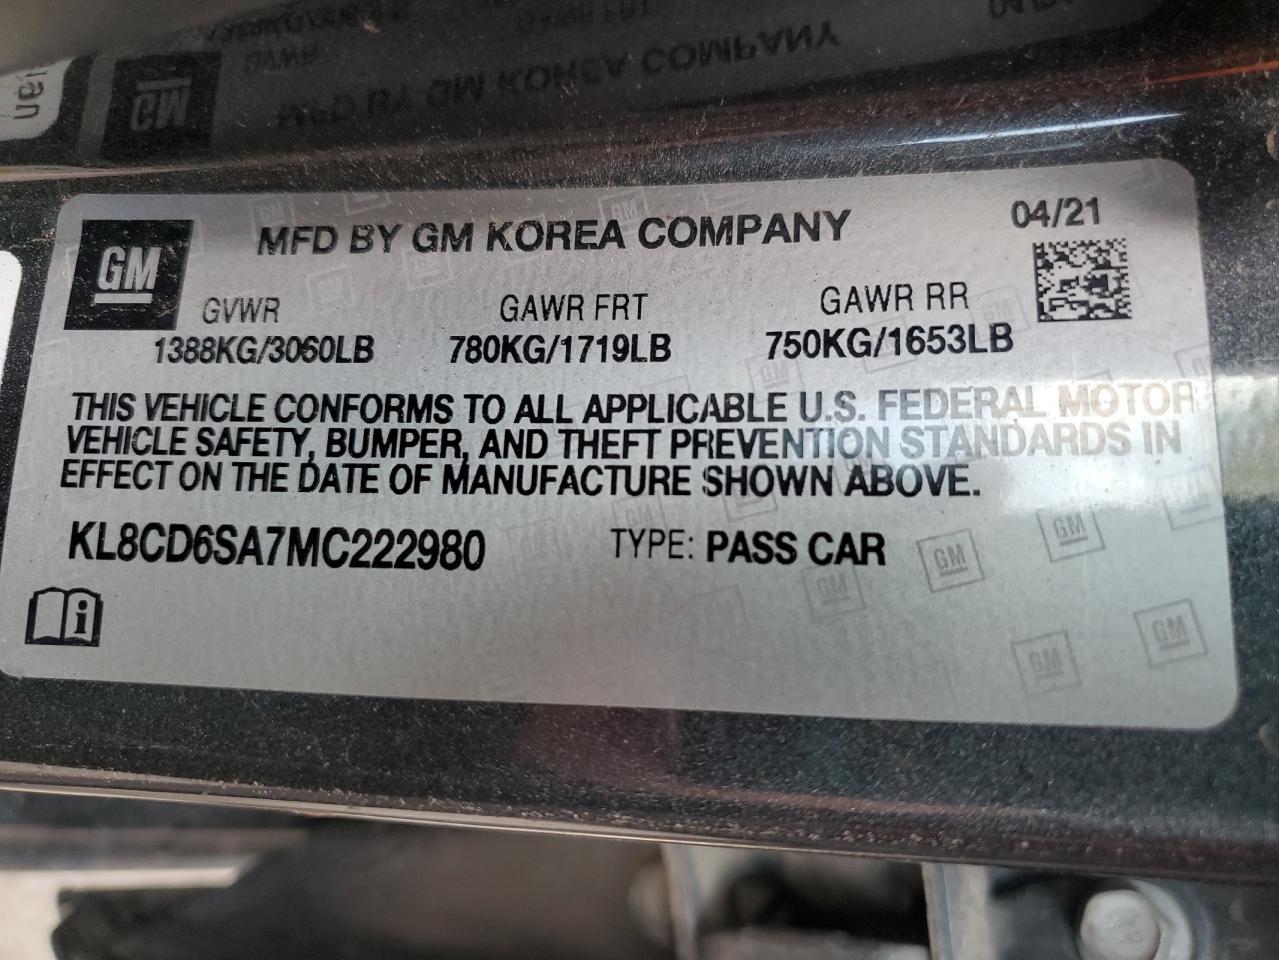 GM
MFD BY GM KOREA COMPANY
04/21
GVWR
GAWR FRT
GAWR RR
1388KG/3060LB
780KG/1719LB
750KG/1653LB
THIS VEHICLE CONFORMS TO ALL APPLICABLE U.S. FEDERAL MOTOR
VEHICLE SAFETY, BUMPER, AND THEFT PREVENTION STANDARDS IN
EFFECT ON THE DATE OF MANUFACTURE SHOWN ABOVE.
KL8CD6SA7MC222980
TYPE: PASS CAR